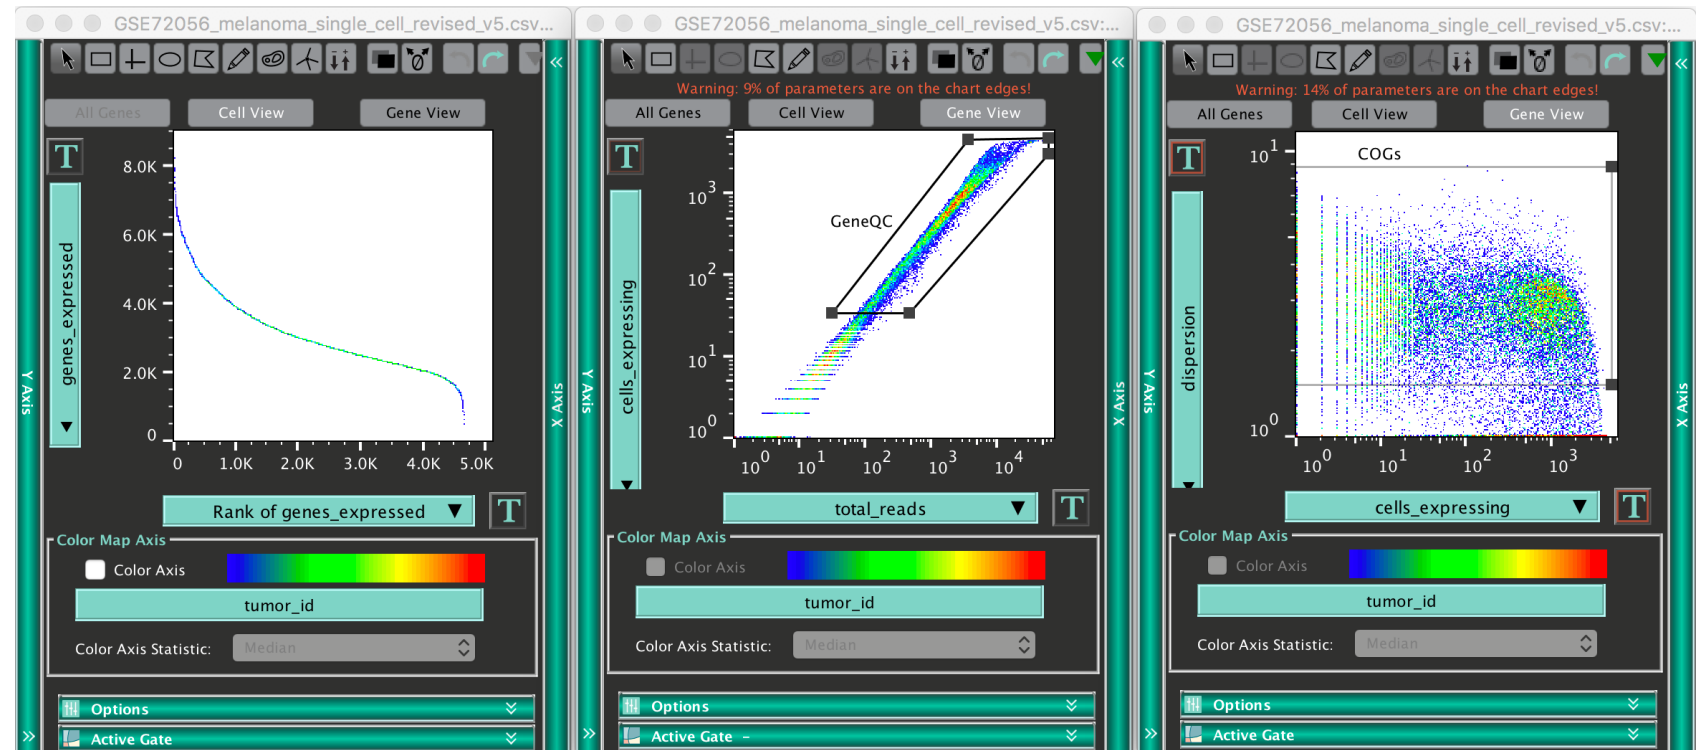 GSE72056_melanoma_single_cell_revised_v5.csv...
All Genes
Cell View
Gene View
T
8.0K
6.0K
4.0K
2.0K
0
genes_expressed
Y Axis
X Axis
0 1.0K 2.0K 3.0K 4.0K 5.0K
Rank of genes_expressed
T
Color Map Axis
Color Axis
tumor_id
Color Axis Statistic: Median
Options
Active Gate
GSE72056_melanoma_single_cell_revised_v5.csv:...
Warning: 9% of parameters are on the chart edges!
All Genes
Cell View
Gene View
T
10^3
10^2
10^1
10^0
GeneQC
cells_expressing
Y Axis
X Axis
10^0 10^1 10^2 10^3 10^4
total_reads
T
Color Map Axis
Color Axis
tumor_id
Color Axis Statistic: Median
Options
Active Gate -
GSE72056_melanoma_single_cell_revised_v5.csv:...
Warning: 14% of parameters are on the chart edges!
All Genes
Cell View
Gene View
T
10^1
COGs
10^0
dispersion
Y Axis
X Axis
10^0 10^1 10^2 10^3
cells_expressing
T
Color Map Axis
Color Axis
tumor_id
Color Axis Statistic: Median
Options
Active Gate